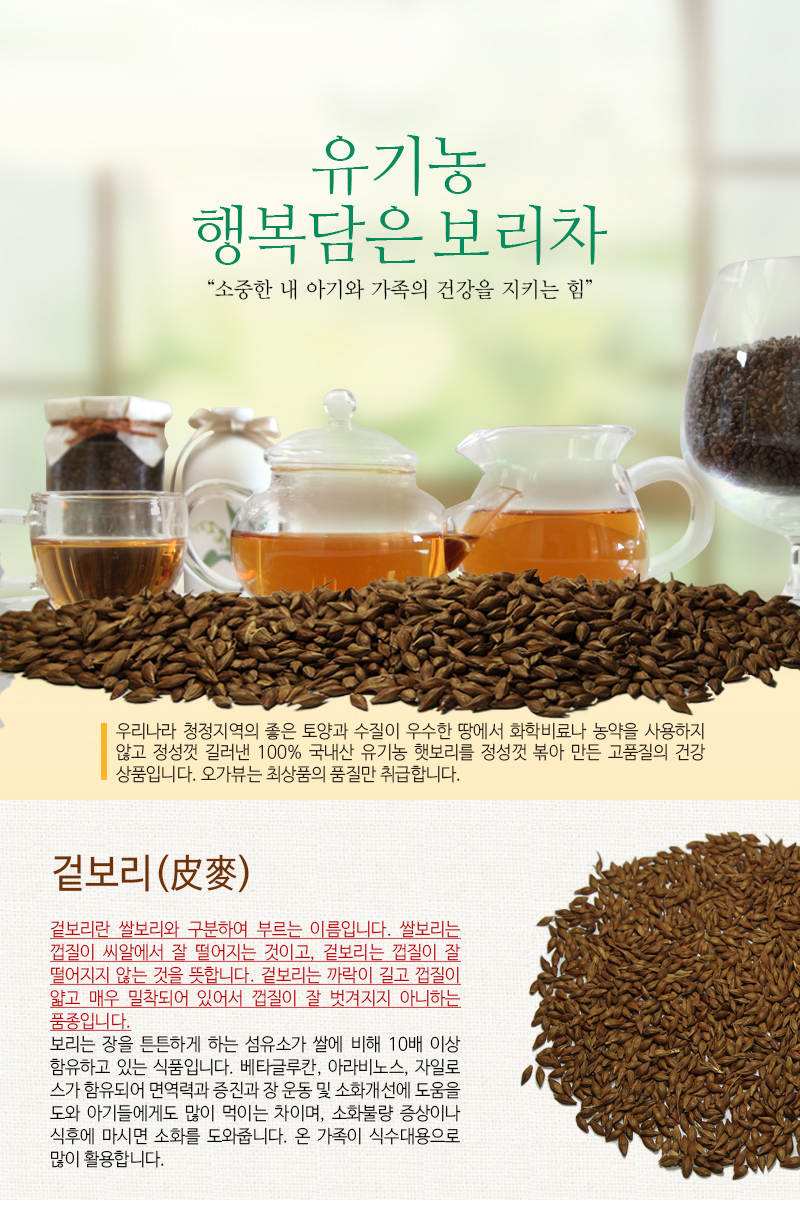 유기농
행복담은 보리차
“소중한 내 아기와 가족의 건강을 지키는 힘”
우리나라 청정지역의 좋은 토양과 수질이 우수한 땅에서 화학비료나 농약을 사용하지
않고 정성껏 길러낸 100% 국내산 유기농 햇보리를 정성껏 볶아 만든 고품질의 건강
상품입니다. 오가뷰는 최상품의 품질만 취급합니다.
겉보리(皮麥)
겉보리란 쌀보리와 구분하여 부르는 이름입니다. 쌀보리는
껍질이 씨알에서 잘 떨어지는 것이고, 겉보리는 껍질이 잘
떨어지지 않는 것을 뜻합니다. 겉보리는 까락이 길고 껍질이
얇고 매우 밀착되어 있어서 껍질이 잘 벗겨지지 아니하는
품종입니다.
보리는 장을 튼튼하게 하는 섬유소가 쌀에 비해 10배 이상
함유하고 있는 식품입니다. 베타글루칸, 아라비노스, 자일로
스가 함유되어 면역력과 증진과 장 운동 및 소화개선에 도움을
도와 아기들에게도 많이 먹이는 차이며, 소화불량 증상이나
식후에 마시면 소화를 도와줍니다. 온 가족이 식수대용으로
많이 활용합니다.